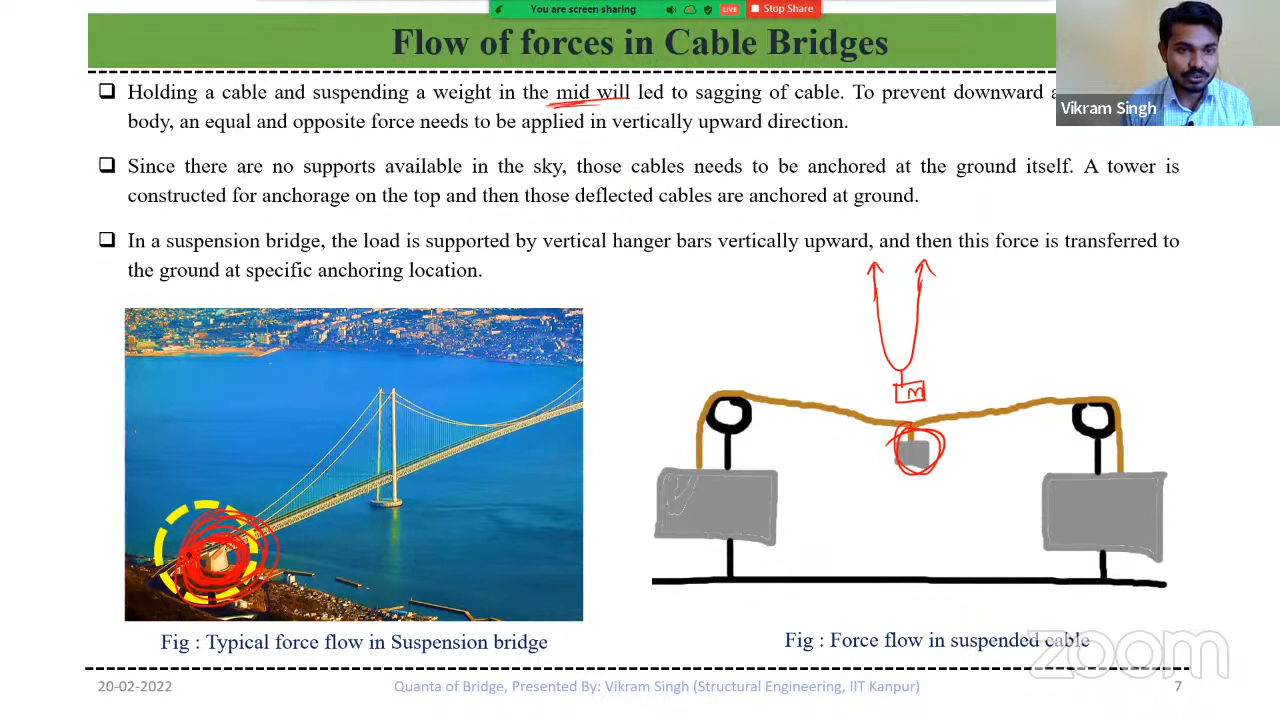 You are screen sharing
LIVE
Stop Share
Flow of forces in Cable Bridges
Vikram Singh
Holding a cable and suspending a weight in the mid will led to sagging of cable. To prevent downward
body, an equal and opposite force needs to be applied in vertically upward direction.
Since there are no supports available in the sky, those cables needs to be anchored at the ground itself. A tower is
constructed for anchorage on the top and then those deflected cables are anchored at ground.
In a suspension bridge, the load is supported by vertical hanger bars vertically upward, and then this force is transferred to
the ground at specific anchoring location.
m
Fig : Typical force flow in Suspension bridge
Fig : Force flow in suspended cable
zoom
20-02-2022
Quanta of Bridge, Presented By: Vikram Singh (Structural Engineering, IIT Kanpur)
7